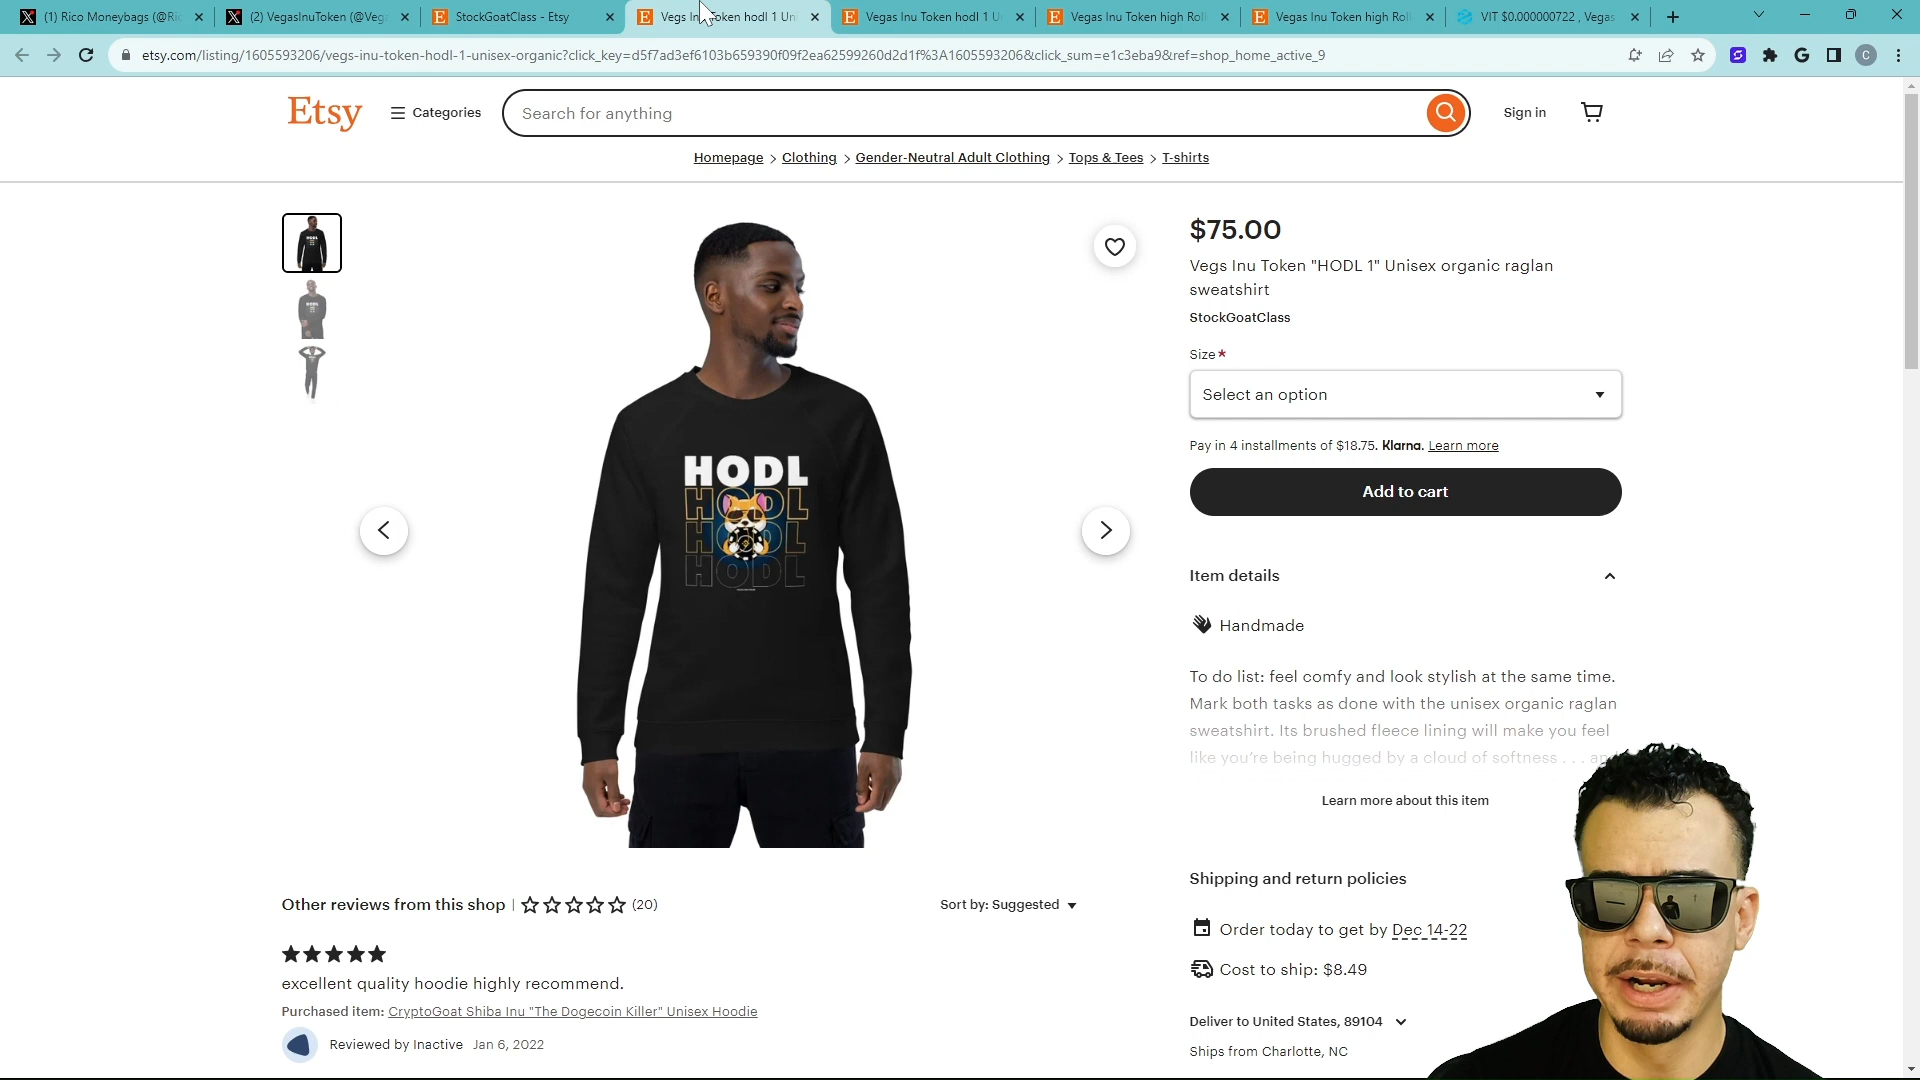 (1) Rico Moneybags (@Ric
(2) VegasInuToken (@Vega
StockGoatClass - Etsy
Vegs In Token hodl 1 Un
Vegas Inu Token hodl 1 U
Vegas Inu Token high Roll
Vegas Inu Token high Roll
VIT $0.000000722 , Vegas
etsy.com/listing/1605593206/vegs-inu-token-hodl-1-unisex-organic?click_key=d5f7ad3ef6103b659390f09f2ea62599260d2d1f%3A1605593206&click_sum=e1c3eba9&ref=shop_home_active_9
C
Etsy
Categories
Search for anything
Sign in
Homepage > Clothing > Gender-Neutral Adult Clothing > Tops & Tees > T-shirts
$75.00
Vegs Inu Token "HODL 1" Unisex organic raglan
sweatshirt
StockGoatClass
Size*
Select an option
Pay in 4 installments of $18.75. Klarna. Learn more
Add to cart
HODL
HODL
HODL
HODL
Item details
Handmade
To do list: feel comfy and look stylish at the same time.
Mark both tasks as done with the unisex organic raglan
sweatshirt. Its brushed fleece lining will make you feel
like you're being hugged by a cloud of softness . . . an
Learn more about this item
Shipping and return policies
Order today to get by Dec 14-22
Cost to ship: $8.49
Deliver to United States, 89104
Ships from Charlotte, NC
Other reviews from this shop | (20)
Sort by: Suggested
excellent quality hoodie highly recommend.
Purchased item: CryptoGoat Shiba Inu "The Dogecoin Killer" Unisex Hoodie
Reviewed by Inactive Jan 6, 2022